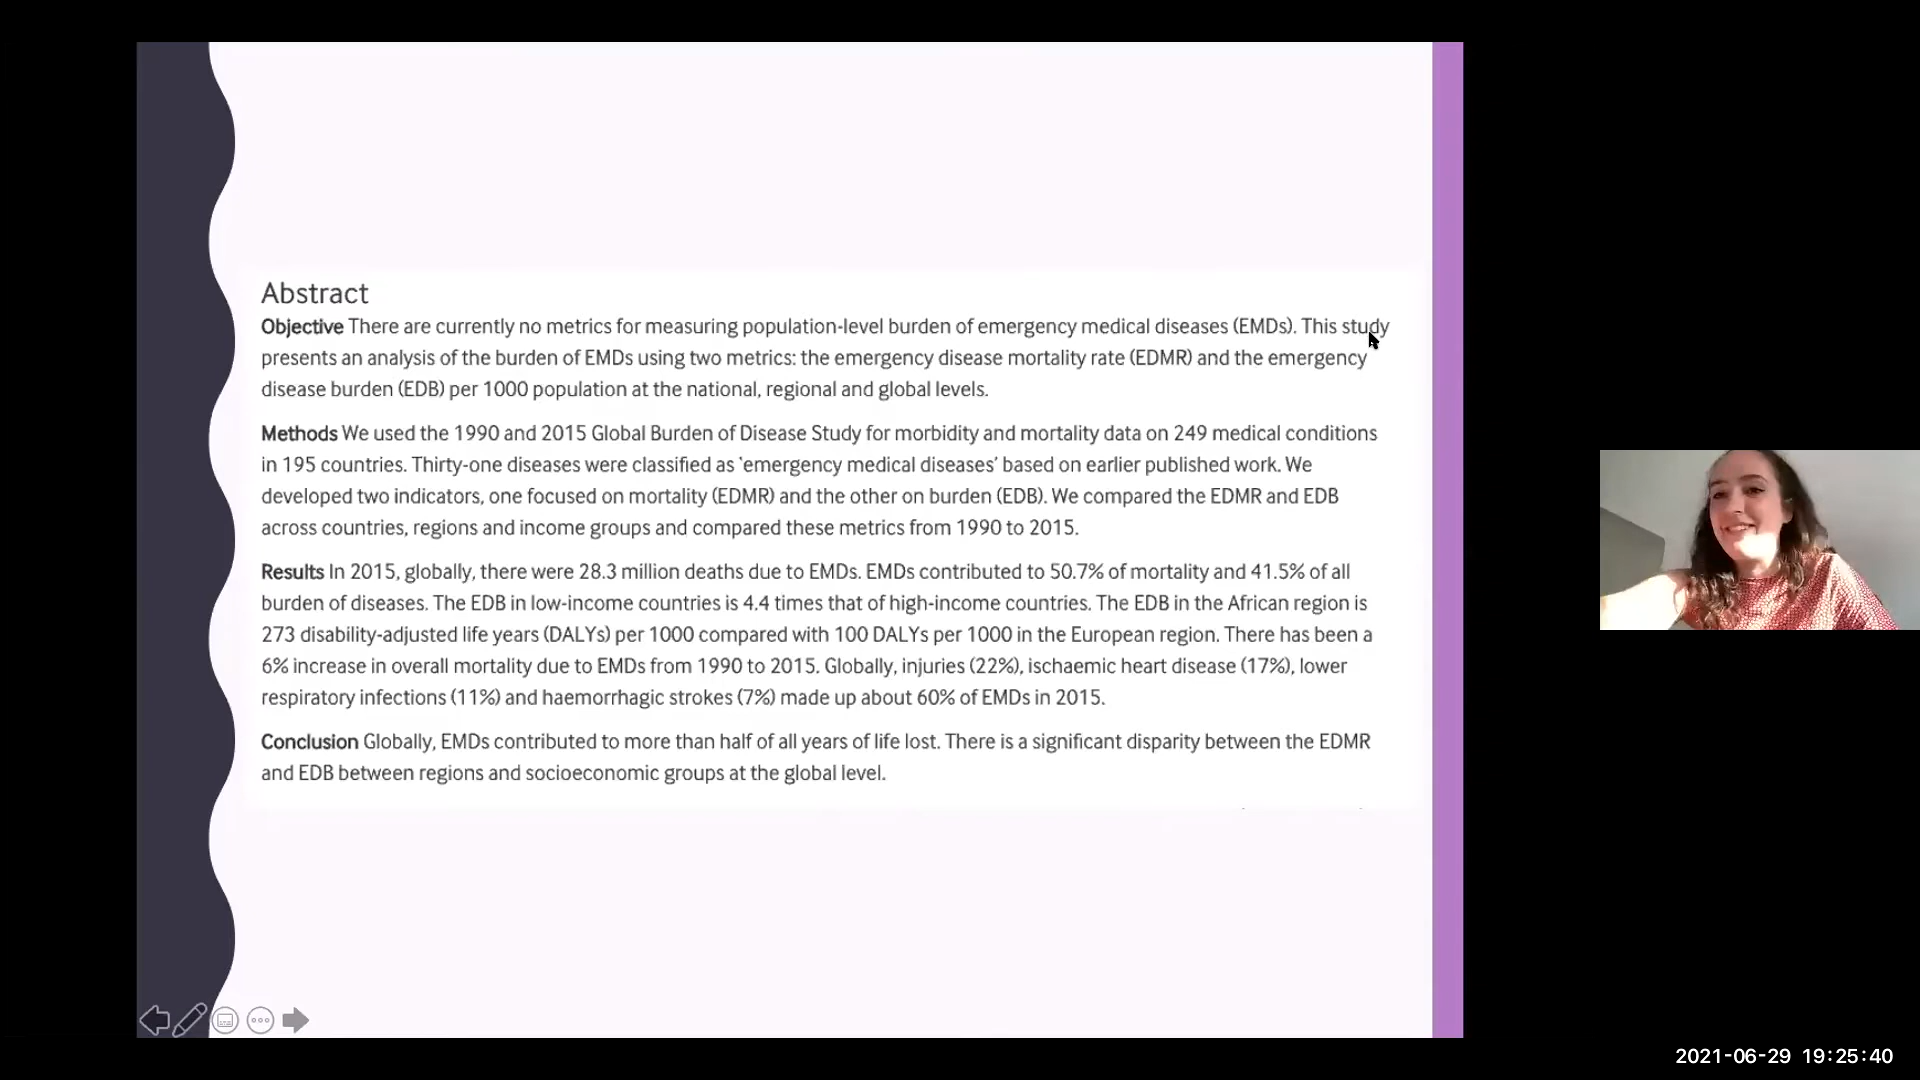 Abstract
Objective There are currently no metrics for measuring population-level burden of emergency medical diseases (EMDs). This study
presents an analysis of the burden of EMDs using two metrics: the emergency disease mortality rate (EDMR) and the emergency
disease burden (EDB) per 1000 population at the national, regional and global levels.
Methods We used the 1990 and 2015 Global Burden of Disease Study for morbidity and mortality data on 249 medical conditions
in 195 countries. Thirty-one diseases were classified as ‘emergency medical diseases’ based on earlier published work. We
developed two indicators, one focused on mortality (EDMR) and the other on burden (EDB). We compared the EDMR and EDB
across countries, regions and income groups and compared these metrics from 1990 to 2015.
Results In 2015, globally, there were 28.3 million deaths due to EMDs. EMDs contributed to 50.7% of mortality and 41.5% of all
burden of diseases. The EDB in low-income countries is 4.4 times that of high-income countries. The EDB in the African region is
273 disability-adjusted life years (DALYs) per 1000 compared with 100 DALYs per 1000 in the European region. There has been a
6% increase in overall mortality due to EMDs from 1990 to 2015. Globally, injuries (22%), ischaemic heart disease (17%), lower
respiratory infections (11%) and haemorrhagic strokes (7%) made up about 60% of EMDs in 2015.
Conclusion Globally, EMDs contributed to more than half of all years of life lost. There is a significant disparity between the EDMR
and EDB between regions and socioeconomic groups at the global level.
2021-06-29 19:25:40